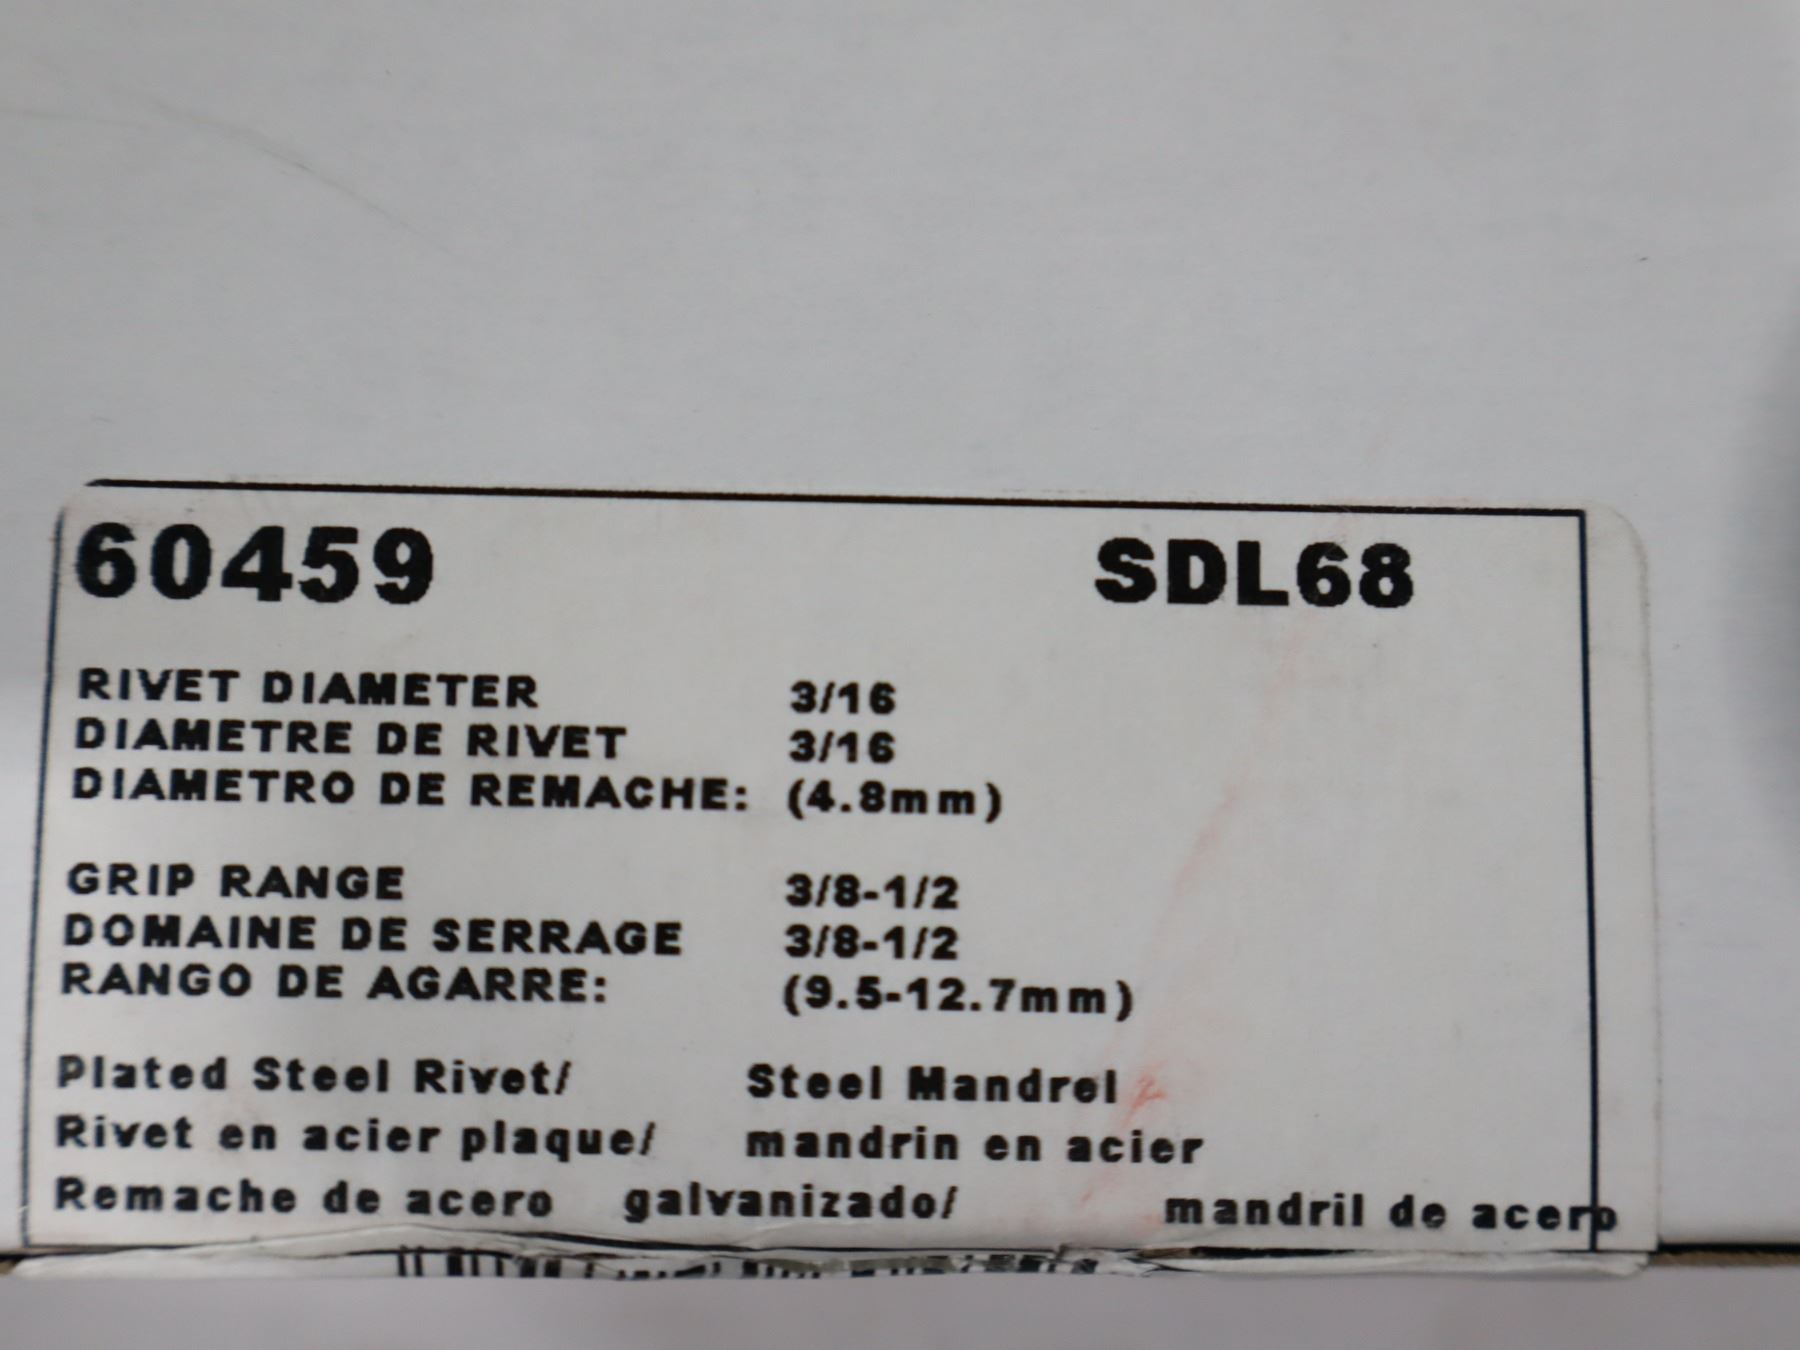 60459 SDL68
RIVET DIAMETER 3/16
DIAMETRE DE RIVET 3/16
DIAMETRO DE REMACHE: (4.8mm)
GRIP RANGE 3/8-1/2
DOMAINE DE SERRAGE 3/8-1/2
RANGO DE AGARRE: (9.5-12.7mm)
Plated Steel Rivet/ Steel Mandrel
Rivet en acier plaque/ mandrin en acier
Remache de acero galvanizado/ mandril de acero